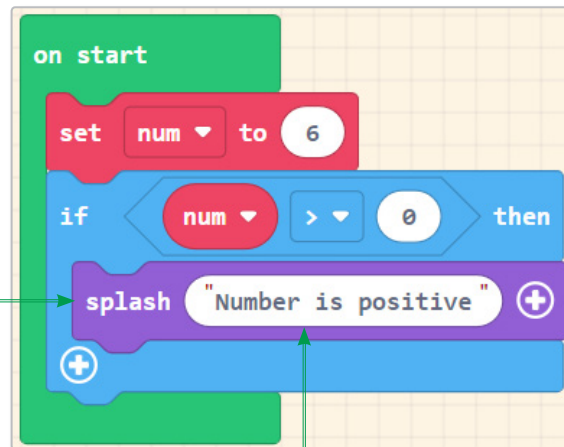 on start
set num to 6
if num > 0 then
splash "Number is positive"